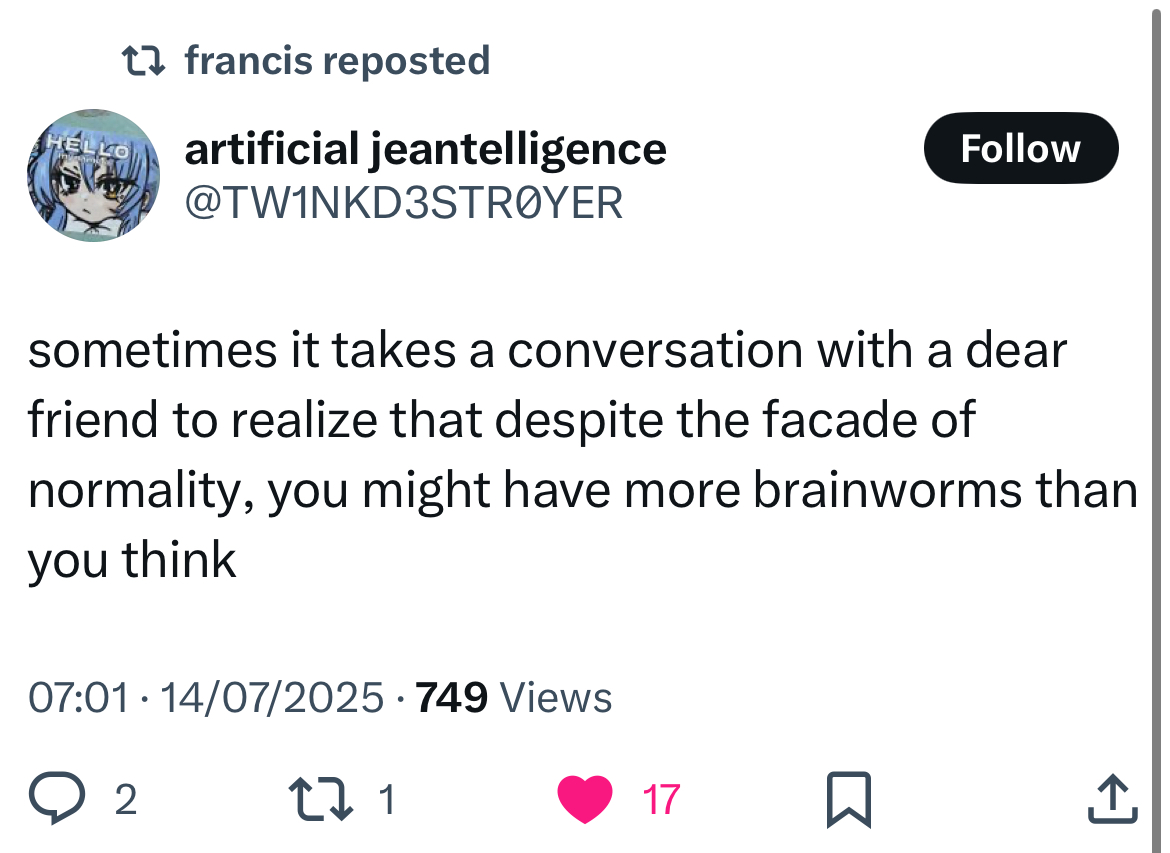 francis reposted
HELLO
artificial jeantelligence
Follow
@TW1NKD3STR0YER
sometimes it takes a conversation with a dear
friend to realize that despite the facade of
normality, you might have more brainworms than
you think
07:01 · 14/07/2025 · 749 Views
2 1 17